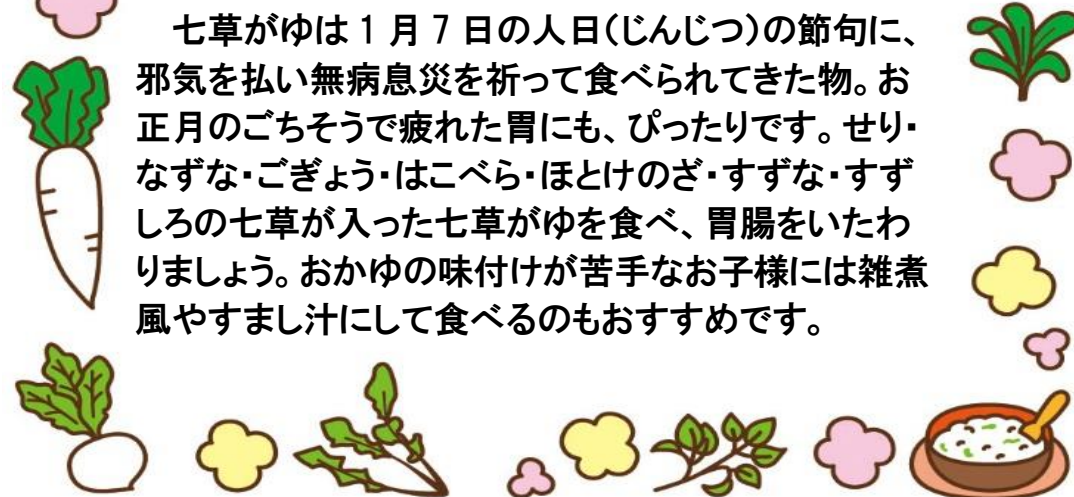 七草がゆは 1 月 7 日の人日(じんじつ)の節句に、
邪気を払い無病息災を祈って食べられてきた物。お
正月のごちそうで疲れた胃にも、ぴったりです。せり・
なずな・ごぎょう・はこべら・ほとけのざ・すずな・すず
しろの七草が入った七草がゆを食べ、胃腸をいたわ
りましょう。おかゆの味付けが苦手なお子様には雑煮
風やすまし汁にして食べるのもおすすめです。